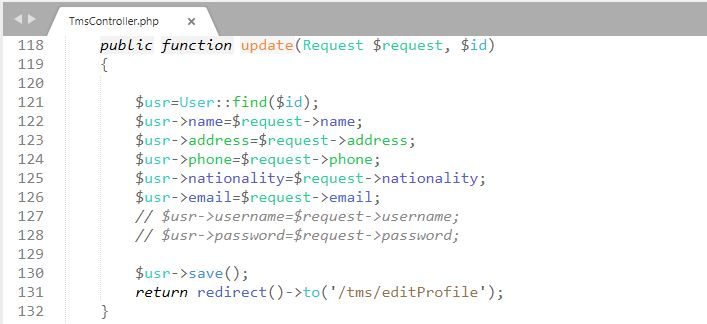 TmsController.php ×
118 public function update(Request $request, $id)
119 {
120
121 $usr=User::find($id);
122 $usr->name=$request->name;
123 $usr->address=$request->address;
124 $usr->phone=$request->phone;
125 $usr->nationality=$request->nationality;
126 $usr->email=$request->email;
127 // $usr->username=$request->username;
128 // $usr->password=$request->password;
129
130 $usr->save();
131 return redirect()->to('/tms/editProfile');
132 }